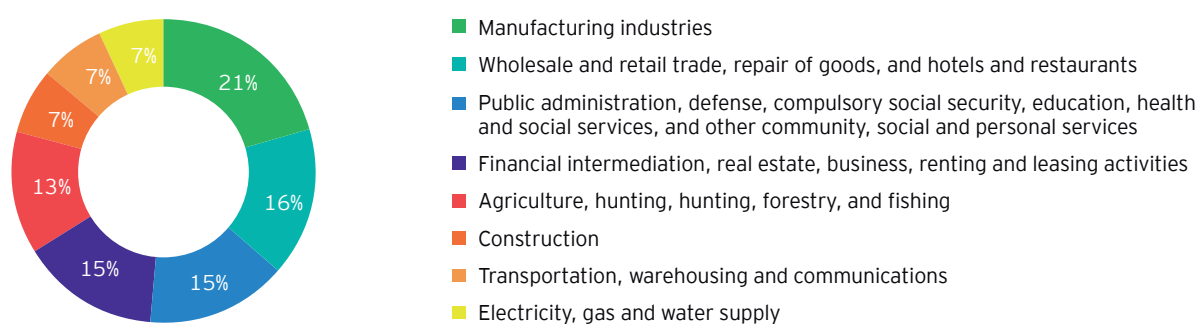 21%
16%
15%
15%
13%
7%
7%
7%
Manufacturing industries
Wholesale and retail trade, repair of goods, and hotels and restaurants
Public administration, defense, compulsory social security, education, health
and social services, and other community, social and personal services
Financial intermediation, real estate, business, renting and leasing activities
Agriculture, hunting, hunting, forestry, and fishing
Construction
Transportation, warehousing and communications
Electricity, gas and water supply